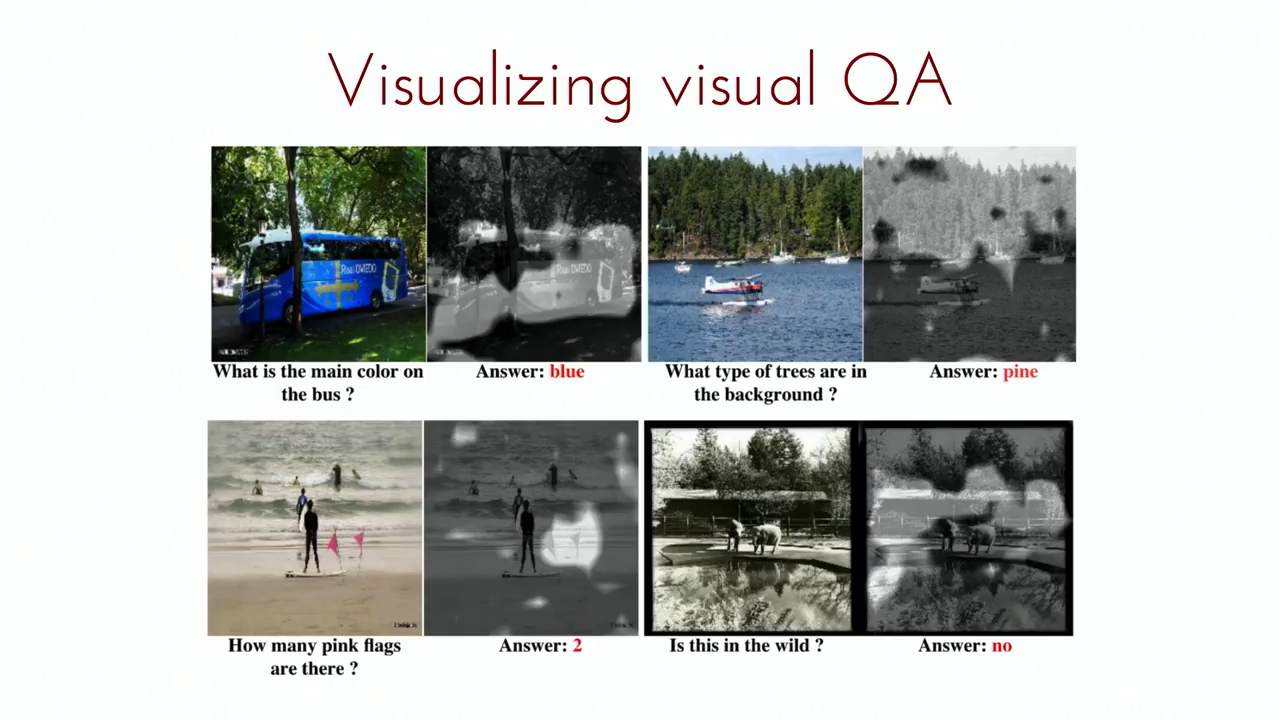 Visualizing visual QA
What is the main color on
the bus ?
Answer: blue
What type of trees are in
the background ?
Answer: pine
How many pink flags
are there ?
Answer: 2
Is this in the wild ?
Answer: no